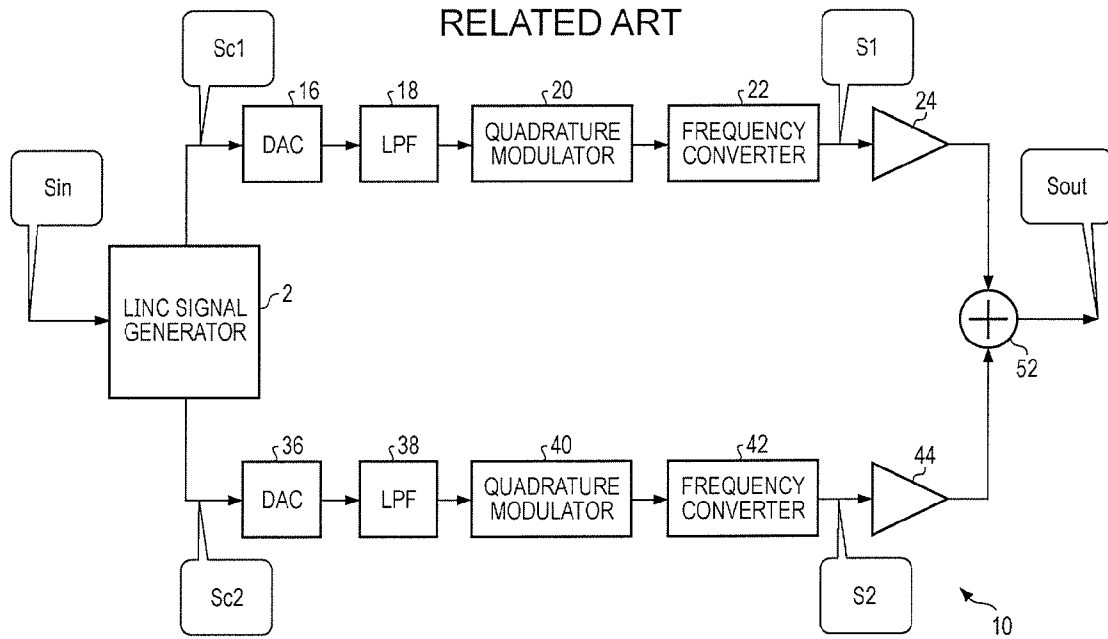 RELATED ART
Sc1
S1
16
18
20
22
24
DAC
LPF
QUADRATURE
MODULATOR
FREQUENCY
CONVERTER
Sin
Sout
LINC SIGNAL
GENERATOR
2
52
36
38
40
42
44
DAC
LPF
QUADRATURE
MODULATOR
FREQUENCY
CONVERTER
Sc2
S2
10